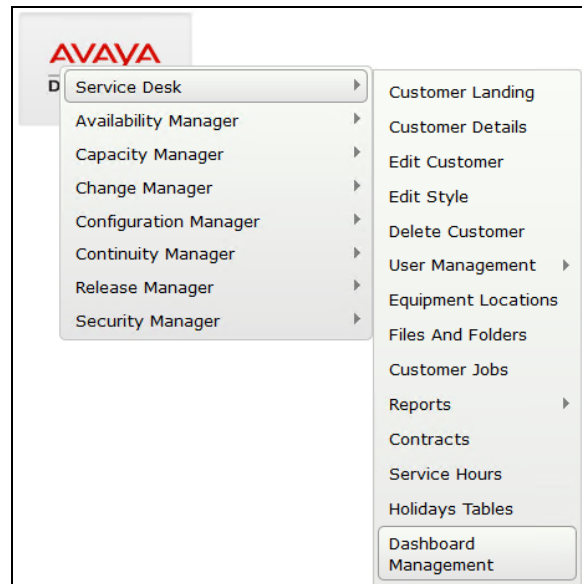 AVAYA
D
Service Desk
Availability Manager
Capacity Manager
Change Manager
Configuration Manager
Continuity Manager
Release Manager
Security Manager
Customer Landing
Customer Details
Edit Customer
Edit Style
Delete Customer
User Management
Equipment Locations
Files And Folders
Customer Jobs
Reports
Contracts
Service Hours
Holidays Tables
Dashboard
Management